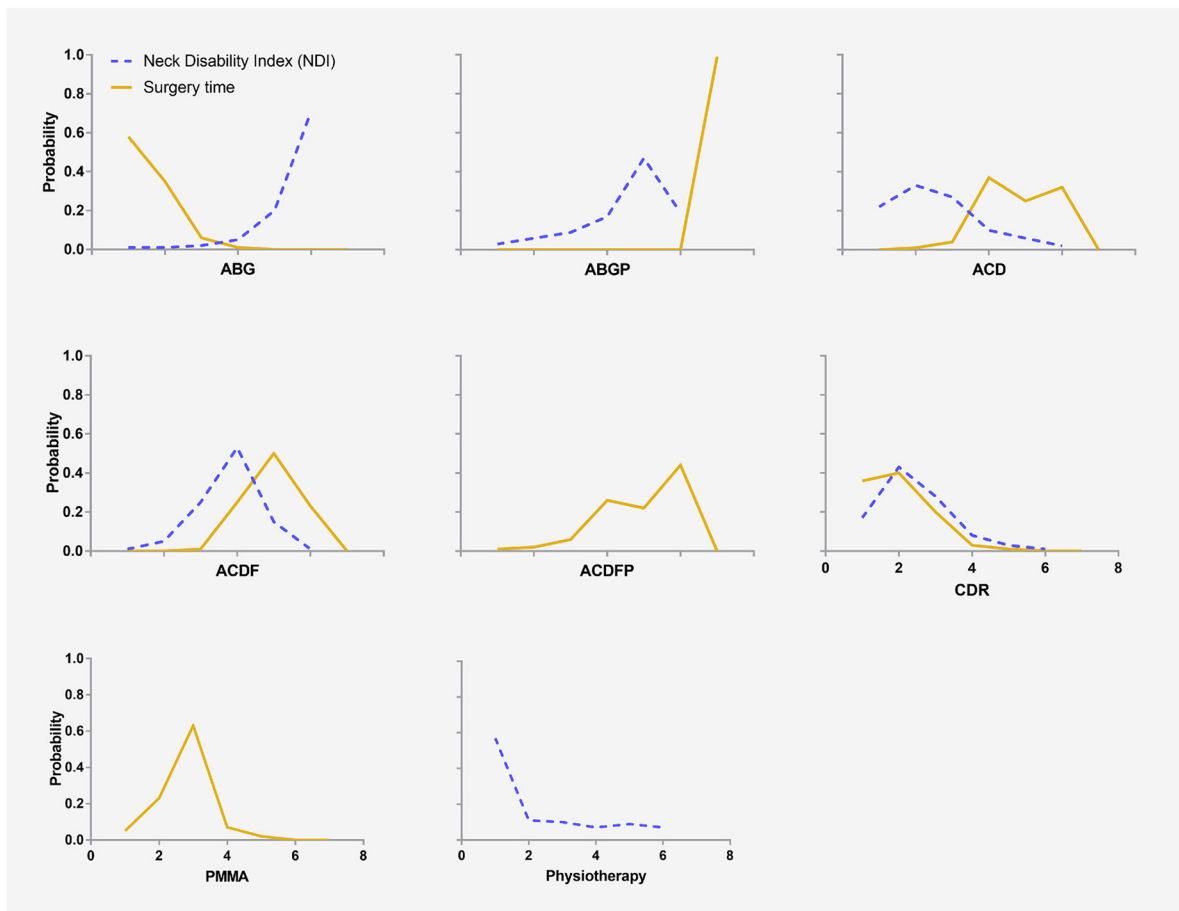 1.0
0.8
0.6
0.4
0.2
0.0
Probability
Neck Disability Index (NDI)
Surgery time
ABG
ABGP
ACD
1.0
0.8
0.6
0.4
0.2
0.0
Probability
ACDF
ACDFP
0 2 4 6 8
CDR
1.0
0.8
0.6
0.4
0.2
0.0
Probability
0 2 4 6 8
PMMA
0 2 4 6 8
Physiotherapy